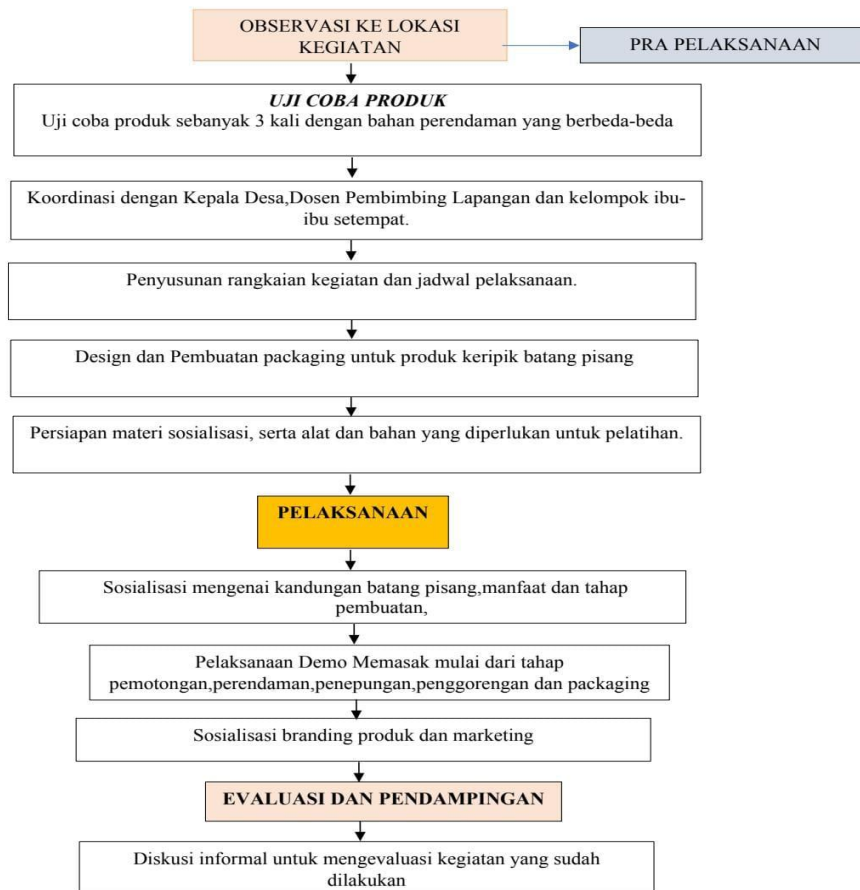 OBSERVASI KE LOKASI
KEGIATAN
PRA PELAKSANAAN
UJI COBA PRODUK
Uji coba produk sebanyak 3 kali dengan bahan perendaman yang berbeda-beda
Koordinasi dengan Kepala Desa,Dosen Pembimbing Lapangan dan kelompok ibu-
ibu setempat.
Penyusunan rangkaian kegiatan dan jadwal pelaksanaan.
Design dan Pembuatan packaging untuk produk keripik batang pisang
Persiapan materi sosialisasi, serta alat dan bahan yang diperlukan untuk pelatihan.
PELAKSANAAN
Sosialisasi mengenai kandungan batang pisang,manfaat dan tahap
pembuatan,
Pelaksanaan Demo Memasak mulai dari tahap
pemotongan,perendaman,penepungan,penggorengan dan packaging
Sosialisasi branding produk dan marketing
EVALUASI DAN PENDAMPINGAN
Diskusi informal untuk mengevaluasi kegiatan yang sudah
dilakukan